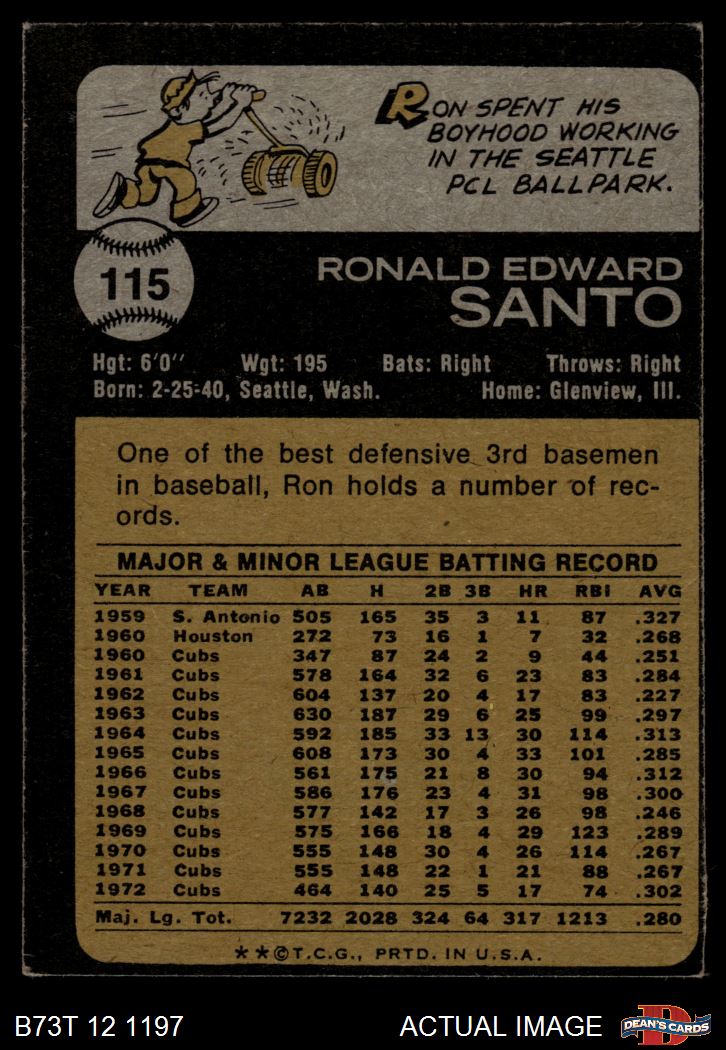 RON SPENT HIS
BOYHOOD WORKING
IN THE SEATTLE
PCL BALLPARK.
115
RONALD EDWARD
SANTO
Hgt: 6'0" Wgt: 195 Bats: Right Throws: Right
Born: 2-25-40, Seattle, Wash. Home: Glenview, Ill.
One of the best defensive 3rd basemen
in baseball, Ron holds a number of rec-
ords.
MAJOR & MINOR LEAGUE BATTING RECORD
YEAR TEAM AB H 2B 3B HR RBI AVG
1959 S. Antonio 505 165 35 3 11 87 .327
1960 Houston 272 73 16 1 7 32 .268
1960 Cubs 347 87 24 2 9 44 .251
1961 Cubs 578 164 32 6 23 83 .284
1962 Cubs 604 137 20 4 17 83 .227
1963 Cubs 630 187 29 6 25 99 .297
1964 Cubs 592 185 33 13 30 114 .313
1965 Cubs 608 173 30 4 33 101 .285
1966 Cubs 561 175 21 8 30 94 .312
1967 Cubs 586 176 23 4 31 98 .300
1968 Cubs 577 142 17 3 26 98 .246
1969 Cubs 575 166 18 4 29 123 .289
1970 Cubs 555 148 30 4 26 114 .267
1971 Cubs 555 148 22 1 21 88 .267
1972 Cubs 464 140 25 5 17 74 .302
Maj. Lg. Tot. 7232 2028 324 64 317 1213 .280
**©T.C.G., PRTD. IN U.S.A.
B73T 12 1197 ACTUAL IMAGE D DEAN'S CARDS